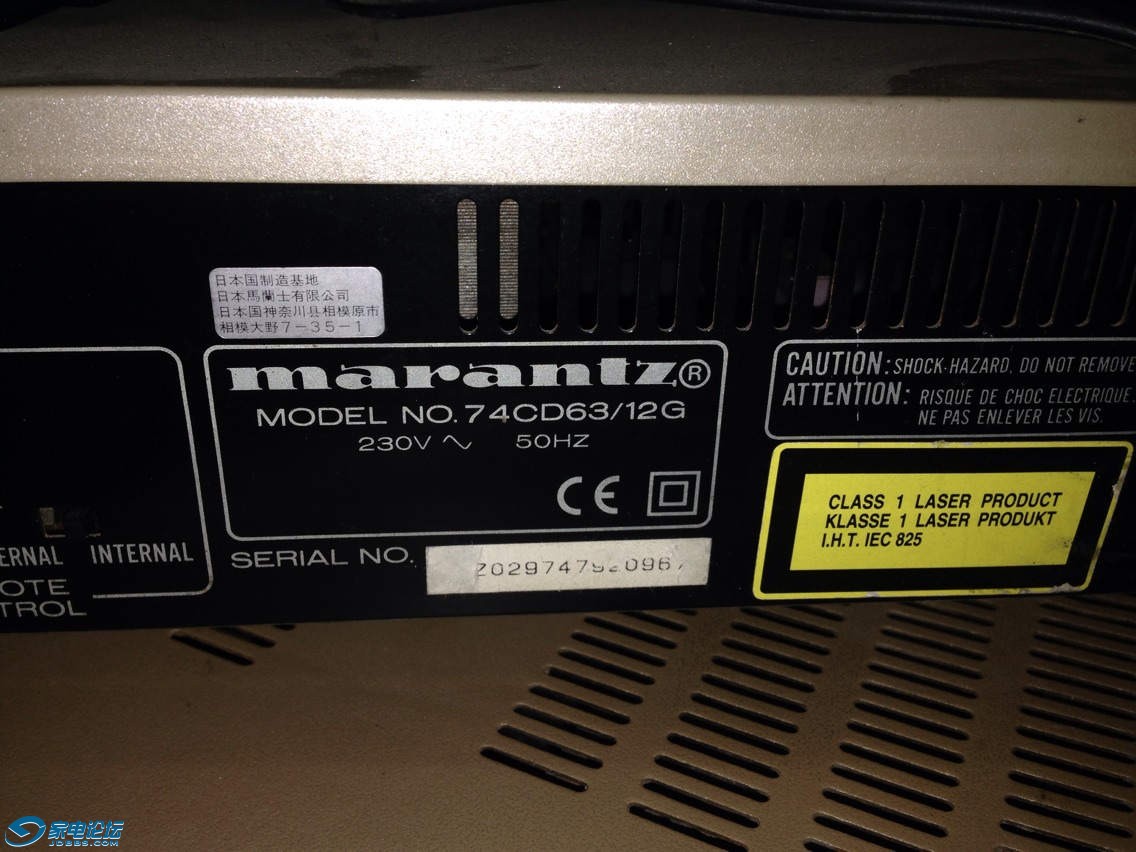 日本国制造基地
日本馬蘭士有限公司
日本国神奈川县相模原市
相模大野7-35-1
marantz®
MODEL NO.74CD63/12G
230V ~ 50HZ
CE
SERIAL NO.
CAUTION: SHOCK-HAZARD, DO NOT REMOVE
ATTENTION: RISQUE DE CHOC ELECTRIQUE.
NE PAS ENLEVER LES VIS.
CLASS 1 LASER PRODUCT
KLASSE 1 LASER PRODUKT
I.H.T. IEC 825
ERNAL INTERNAL
OTE
TROL
家电论坛
JDBBS.COM